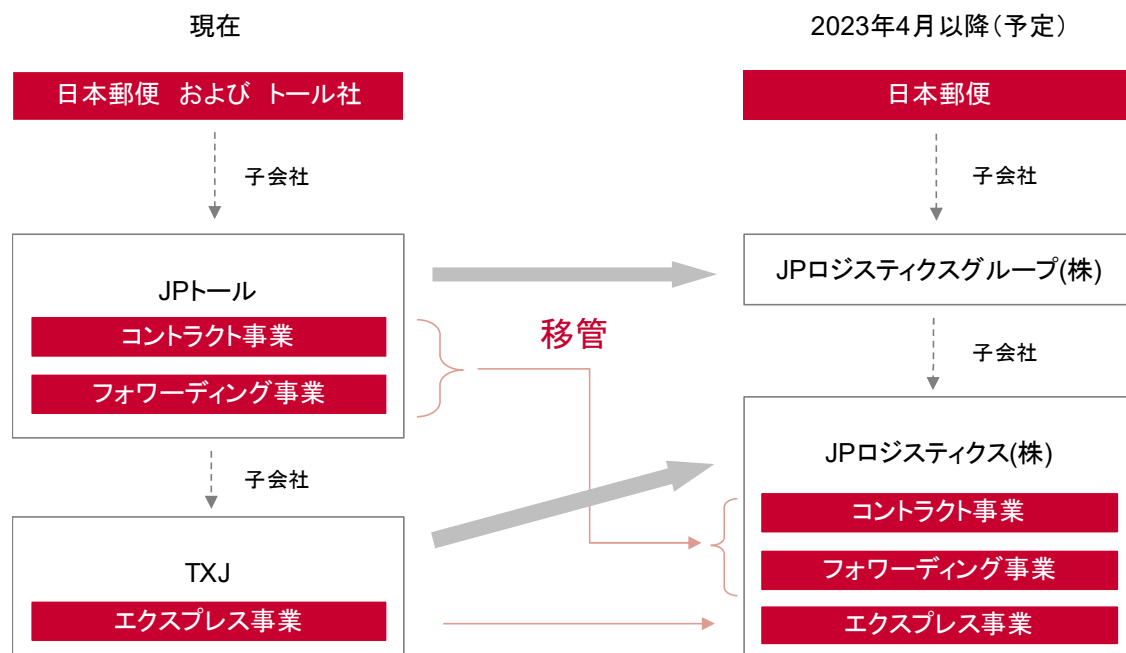 現在
日本郵便 および トール社
子会社
JPトール
コントラクト事業
フォワーディング事業
子会社
TXJ
エクスプレス事業
移管
2023年4月以降(予定)
日本郵便
子会社
JPロジスティクスグループ(株)
子会社
JPロジスティクス(株)
コントラクト事業
フォワーディング事業
エクスプレス事業